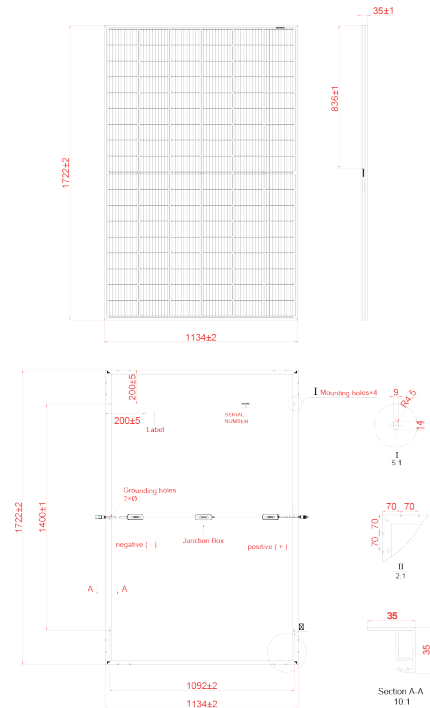 35±1
836±1
1722±2
1134±2
200±5
200±5
Label
SERIAL
NUMBER
I Mounting holes×4
9
R4.5
14
I
5:1
1722±2
1400±1
Grounding holes
2×Ø
negative ( - )
Junction Box
positive ( + )
70 70
70
70
II
2:1
A
A
35
35
Section A-A
10:1
1092±2
1134±2